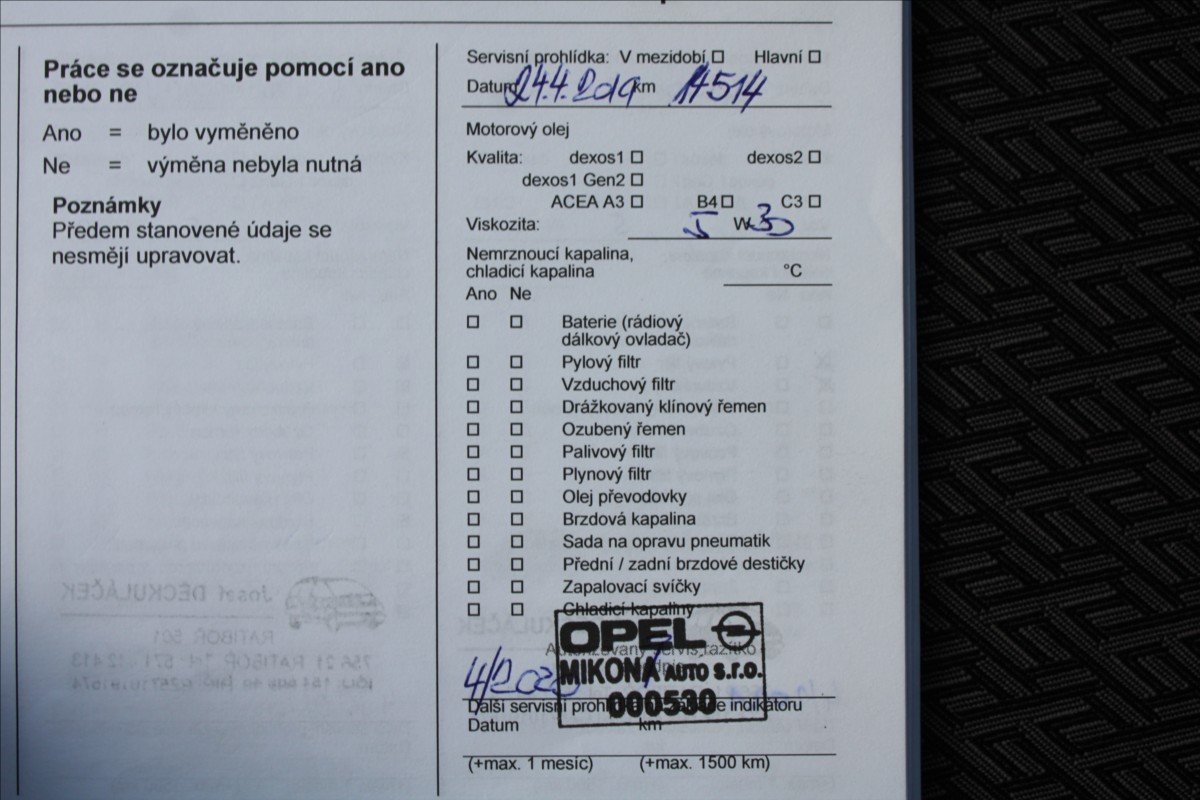 Práce se označuje pomocí ano
nebo ne
Ano = bylo vyměněno
Ne = výměna nebyla nutná
Poznámky
Předem stanovené údaje se
nesmějí upravovat.
Servisní prohlídka: V mezidobí Hlavní
Datum 24.4.2019 km
Motorový olej
Kvalita: dexos1 dexos2
dexos1 Gen2
ACEA A3 B4 C3
Viskozita: 5 W 30
Nemrznoucí kapalina,
chladicí kapalina °C
Ano Ne
Baterie (rádiový
dálkový ovladač)
Pylový filtr
Vzduchový filtr
Drážkovaný klínový řemen
Ozubený řemen
Palivový filtr
Plynový filtr
Olej převodovky
Brzdová kapalina
Sada na opravu pneumatik
Přední / zadní brzdové destičky
Zapalovací svíčky
Chladicí kapaliny
OPEL
Autorizovaný servis, razítko
MIKONA AUTO s.r.o.
4/2020
000530
Další servisní indikátoru
Datum km
(+max. 1 měsíc) (+max. 1500 km)